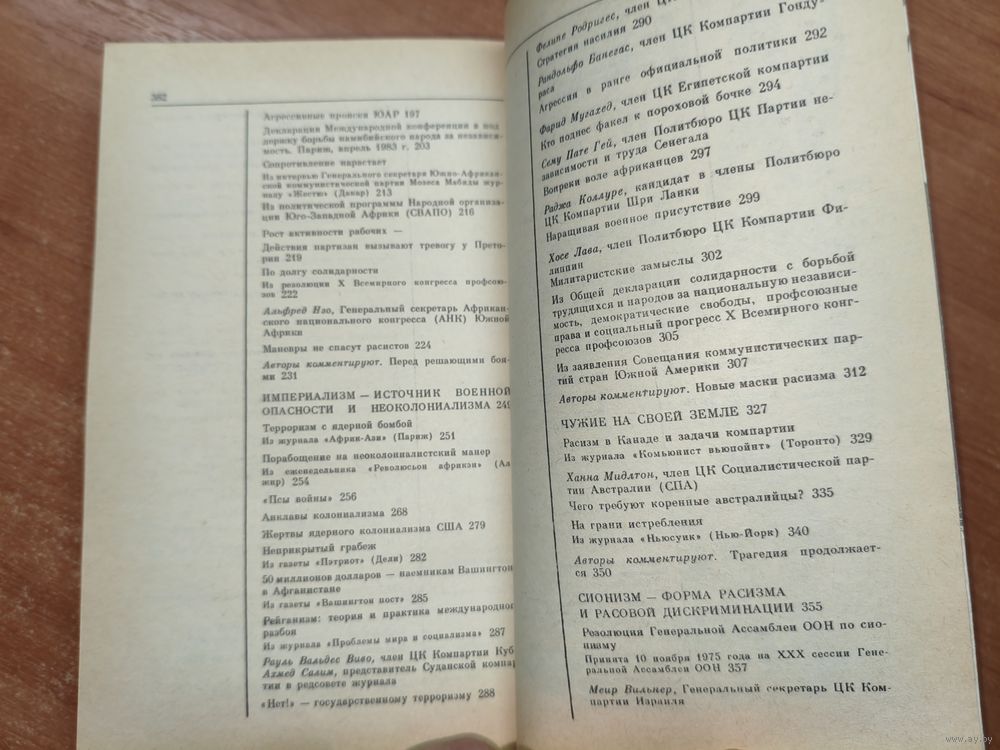 382
Агрессивные происки ЮАР 197
Декларация Международной конференции в под-
держку борьбы намибийского народа за независи-
мость. Париж, апрель 1983 г. 203
Сопротивление нарастает
Из интервью Генерального секретаря Южно-Африкан-
ской коммунистической партии Мозеса Мабиды жур-
налу «Жестн» (Дакар) 213
Из политической программы Народной организа-
ции Юго-Западной Африки (СВАПО) 216
Рост активности рабочих —
Действия партизан вызывают тревогу у Прето-
рии 219
По долгу солидарности
Из резолюции X Всемирного конгресса профсою-
зов 222
Альфред Нзо, Генеральный секретарь Африкан-
ского национального конгресса (АНК) Южной
Африки
Маневры не спасут расистов 224
Авторы комментируют. Перед решающими боя-
ми 231
ИМПЕРИАЛИЗМ — ИСТОЧНИК ВОЕННОЙ
ОПАСНОСТИ И НЕОКОЛОНИАЛИЗМА 249
Терроризм с ядерной бомбой
Из журнала «Африк-Ази» (Париж) 251
Порабощение на неоколониалистский манер
Из еженедельника «Революсьон африкэн» (Ал
жир) 254
«Псы войны» 256
Анклавы колониализма 268
Жертвы ядерного колониализма США 279
Неприкрытый грабеж
Из газеты «Пэтриот» (Дели) 282
50 миллионов долларов — наемникам Вашингтон
в Афганистане
Из газеты «Вашингтон пост» 285
Рейганизм: теория и практика международног
разбоя
Из журнала «Проблемы мира и социализма» 287
Рауль Вальдес Виво, член ЦК Компартии Куб
Ахмед Салим, представитель Суданской компар
тии в редсовете журнала
«Нет!» — государственному терроризму 288
Фелипе Родригес, член Ц
Стратегия насилия 290
Рандольфо Банегас, член ЦК Компартии Гонду-
раса
Агрессия в ранге официальной политики 292
Фарид Мугахед, член ЦК Египетской компартии
Кто поднес факел к пороховой бочке 294
Сему Пате Гей, член Политбюро ЦК Партии не-
зависимости и труда Сенегала
Вопреки воле африканцев 297
Раджа Коллуре, кандидат в члены Политбюро
ЦК Компартии Шри Ланки
Наращивая военное присутствие 299
Хосе Лава, член Политбюро ЦК Компартии Фи-
липпин
Милитаристские замыслы 302
Из Общей декларации солидарности с борьбой
трудящихся и народов за национальную независи-
мость, демократические свободы, профсоюзные
права и социальный прогресс X Всемирного конг-
ресса профсоюзов 305
Из заявления Совещания коммунистических пар-
тий стран Южной Америки 307
Авторы комментируют. Новые маски расизма 312
ЧУЖИЕ НА СВОЕЙ ЗЕМЛЕ 327
Расизм в Канаде и задачи компартии
Из журнала «Комьюнист вьюпойнт» (Торонто) 329
Ханна Мидлтон, член ЦК Социалистической пар-
тии Австралии (СПА)
Чего требуют коренные австралийцы? 335
На грани истребления
Из журнала «Ньюсуик» (Нью-Йорк) 340
Авторы комментируют. Трагедия продолжает-
ся 350
СИОНИЗМ — ФОРМА РАСИЗМА
И РАСОВОЙ ДИСКРИМИНАЦИИ 355
Резолюция Генеральной Ассамблеи ООН по сио-
низму
Принята 10 ноября 1975 года на XXX сессии Гене-
ральной Ассамблеи ООН 357
Меир Вильнер, Генеральный секретарь ЦК Ком-
партии Израиля
www.ay.by